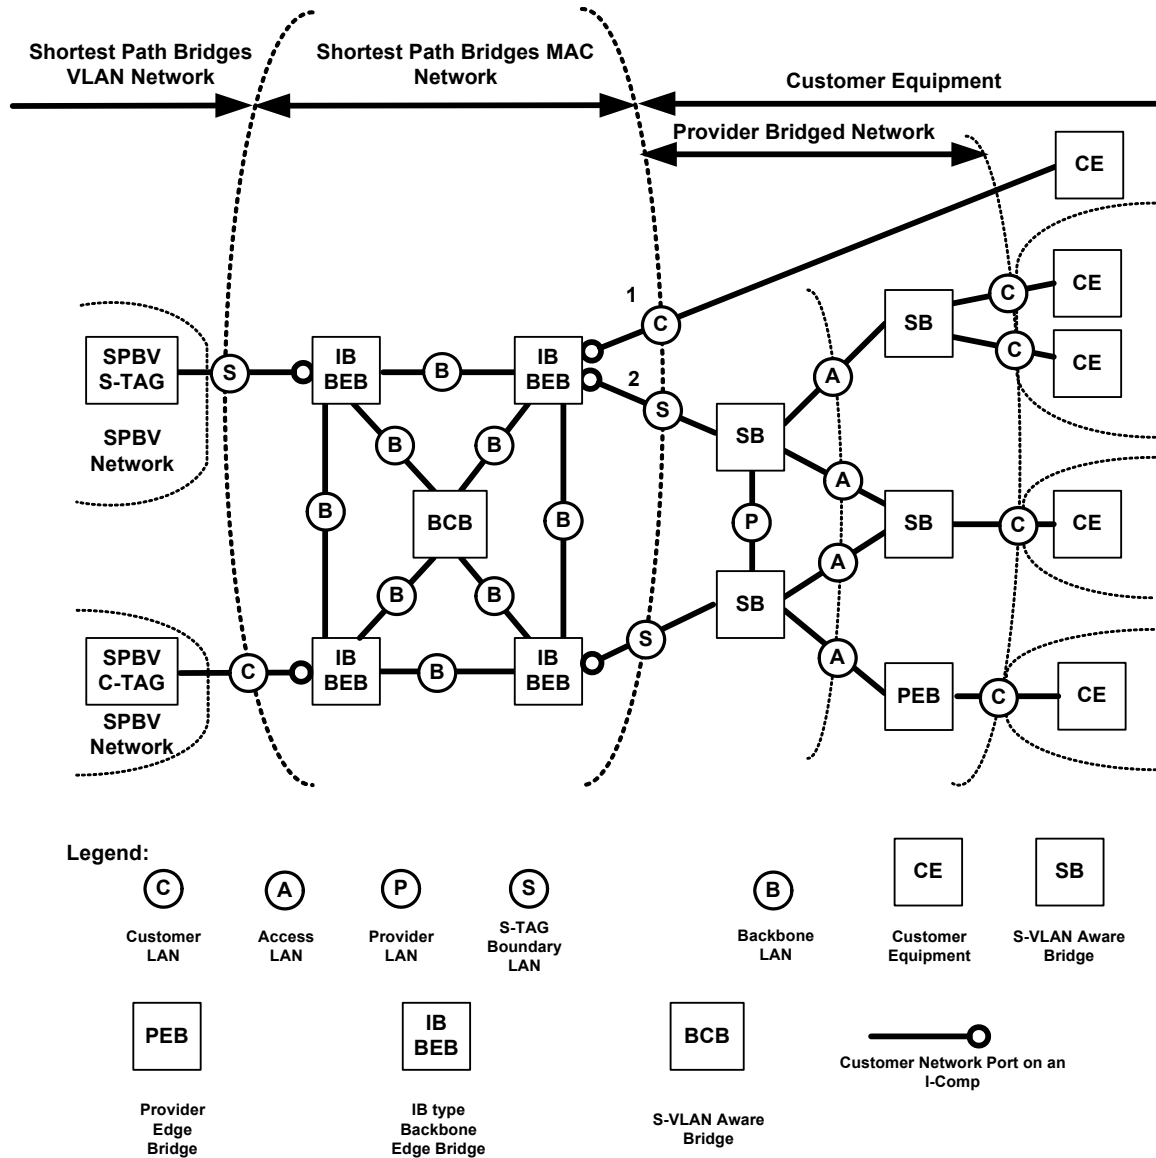 Shortest Path Bridges
VLAN Network
Shortest Path Bridges MAC
Network
Customer Equipment
Provider Bridged Network
CE
1
C
C
CE
SB
C
CE
SPBV
S-TAG
S
IB
BEB
B
IB
BEB
2
S
A
SPBV
Network
B
B
SB
A
B
BCB
B
P
SB
C
CE
A
B
B
SB
S
SPBV
C-TAG
C
IB
BEB
B
IB
BEB
A
PEB
C
CE
SPBV
Network
Legend:
C
A
P
S
B
CE
SB
Customer
LAN
Access
LAN
Provider
LAN
S-TAG
Boundary
LAN
Backbone
LAN
Customer
Equipment
S-VLAN Aware
Bridge
PEB
IB
BEB
BCB
Customer Network Port on an
I-Comp
Provider
Edge
Bridge
IB type
Backbone
Edge Bridge
S-VLAN Aware
Bridge